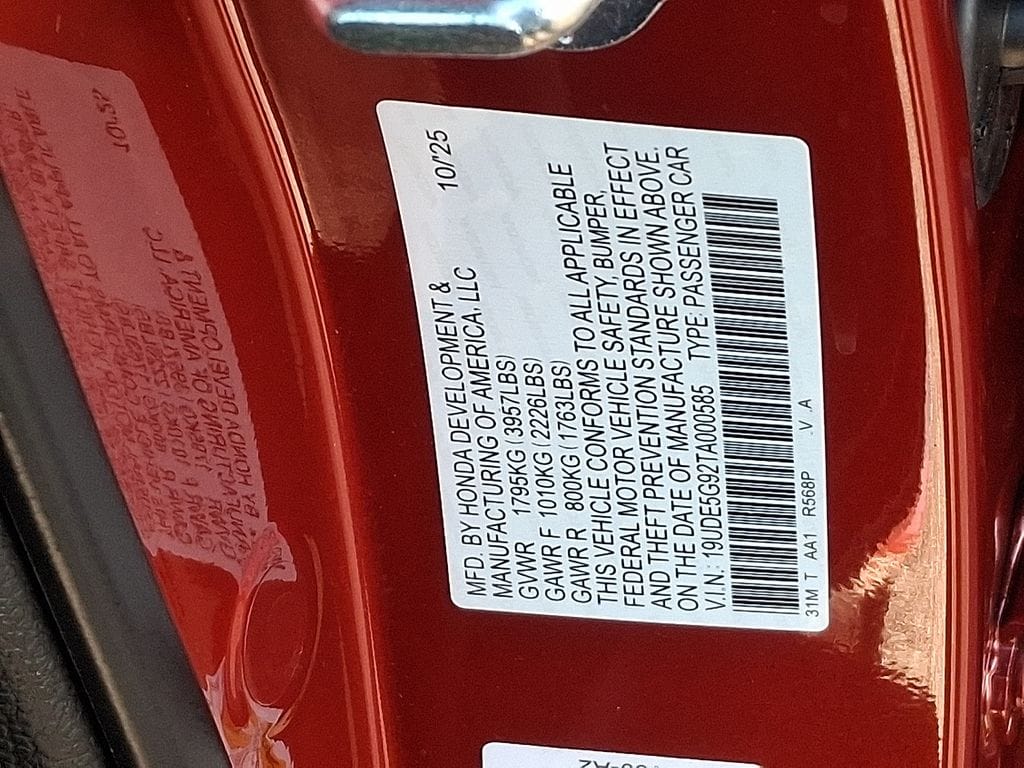 MFD. BY HONDA DEVELOPMENT &
MANUFACTURING OF AMERICA, LLC 10/'25
GVWR 1795KG (3957LBS)
GAWR F 1010KG (2226LBS)
GAWR R 800KG (1763LBS)
THIS VEHICLE CONFORMS TO ALL APPLICABLE
FEDERAL MOTOR VEHICLE SAFETY, BUMPER,
AND THEFT PREVENTION STANDARDS IN EFFECT
ON THE DATE OF MANUFACTURE SHOWN ABOVE.
V.I.N.: 19UDE5G92TA000585 TYPE: PASSENGER CAR
31M T AA1 R568P .V .A